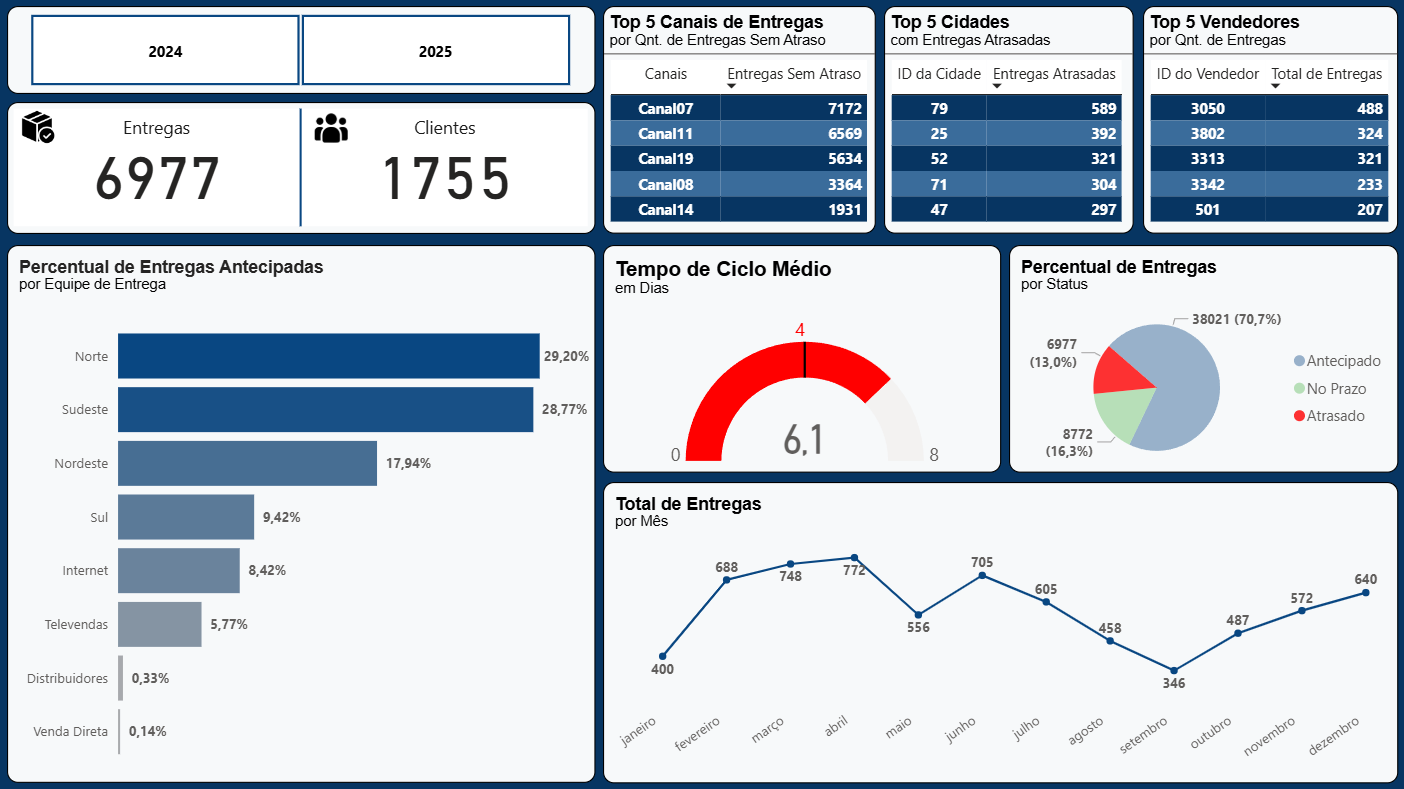 2024
2025
Entregas
6977
Clientes
1755
Top 5 Canais de Entregas
por Qnt. de Entregas Sem Atraso
Canais Entregas Sem Atraso
Canal07 7172
Canal11 6569
Canal19 5634
Canal08 3364
Canal14 1931
Top 5 Cidades
com Entregas Atrasadas
ID da Cidade Entregas Atrasadas
79 589
25 392
52 321
71 304
47 297
Top 5 Vendedores
por Qnt. de Entregas
ID do Vendedor Total de Entregas
3050 488
3802 324
3313 321
3342 233
501 207
Percentual de Entregas Antecipadas
por Equipe de Entrega
Norte 29,20%
Sudeste 28,77%
Nordeste 17,94%
Sul 9,42%
Internet 8,42%
Televendas 5,77%
Distribuidores 0,33%
Venda Direta 0,14%
Tempo de Ciclo Médio
em Dias
4
6,1
0
8
Percentual de Entregas
por Status
38021 (70,7%)
6977
(13,0%)
8772
(16,3%)
Antecipado
No Prazo
Atrasado
Total de Entregas
por Mês
400
688
748
772
556
705
605
458
346
487
572
640
janeiro
fevereiro
março
abril
maio
junho
julho
agosto
setembro
outubro
novembro
dezembro